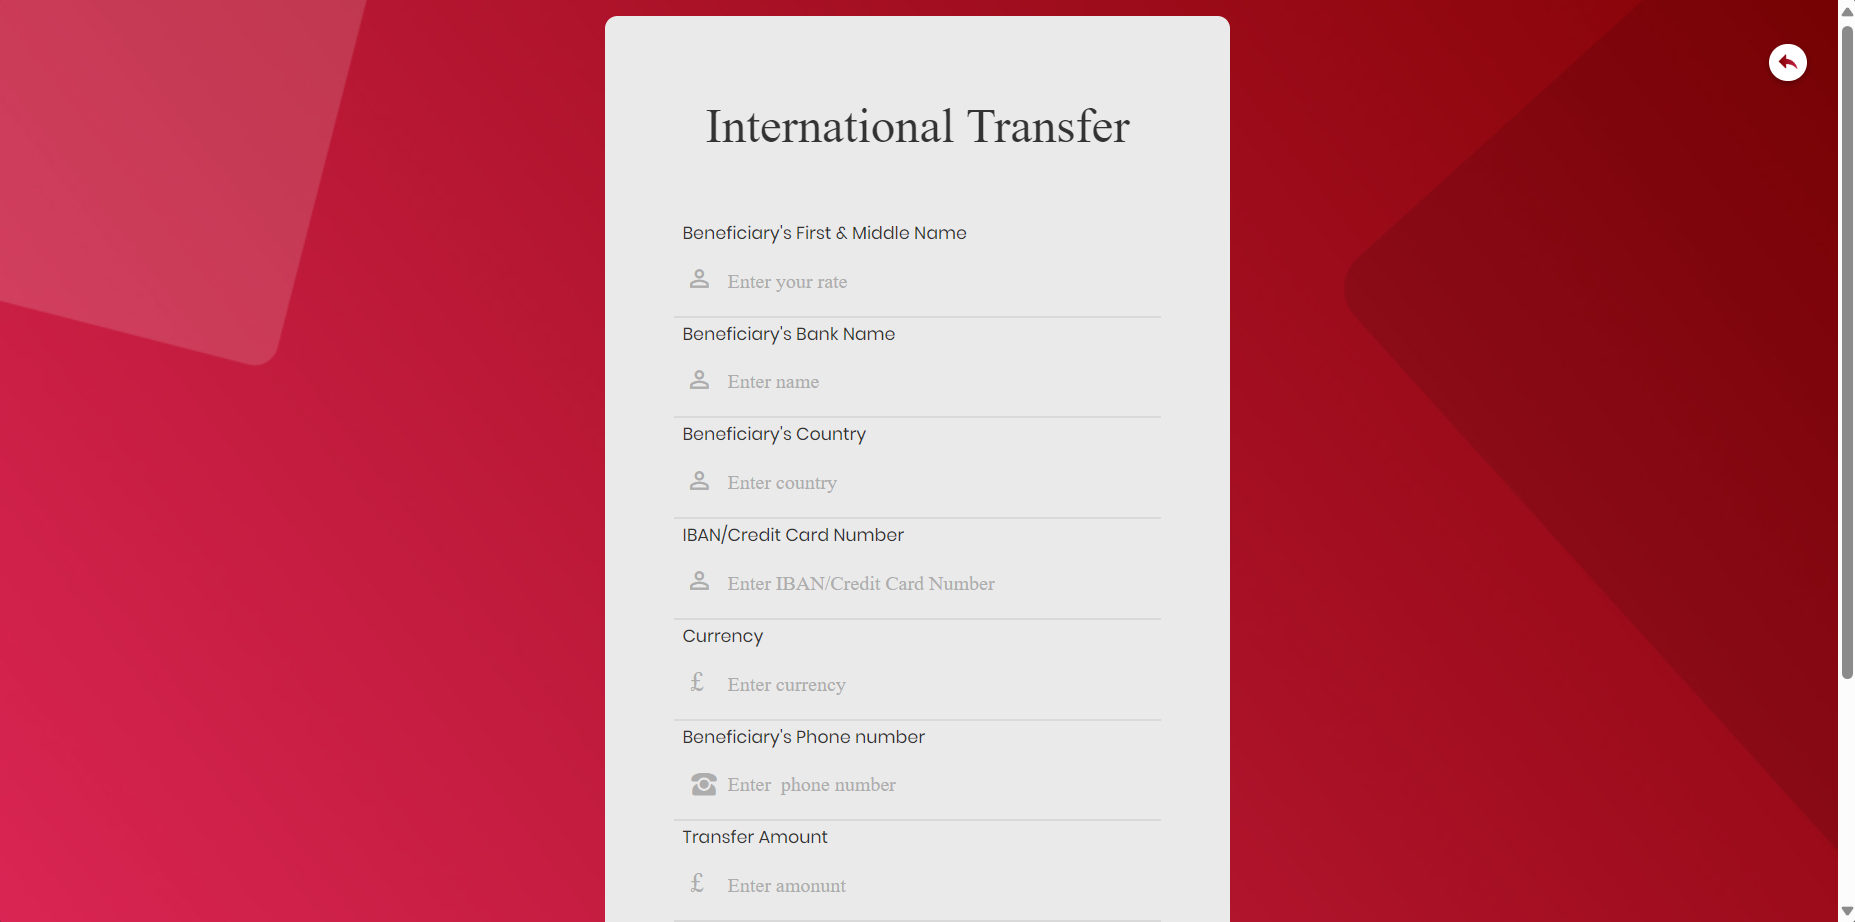 International Transfer
Beneficiary's First & Middle Name
Enter your rate
Beneficiary's Bank Name
Enter name
Beneficiary's Country
Enter country
IBAN/Credit Card Number
Enter IBAN/Credit Card Number
Currency
£ Enter currency
Beneficiary's Phone number
Enter  phone number
Transfer Amount
£ Enter amonunt